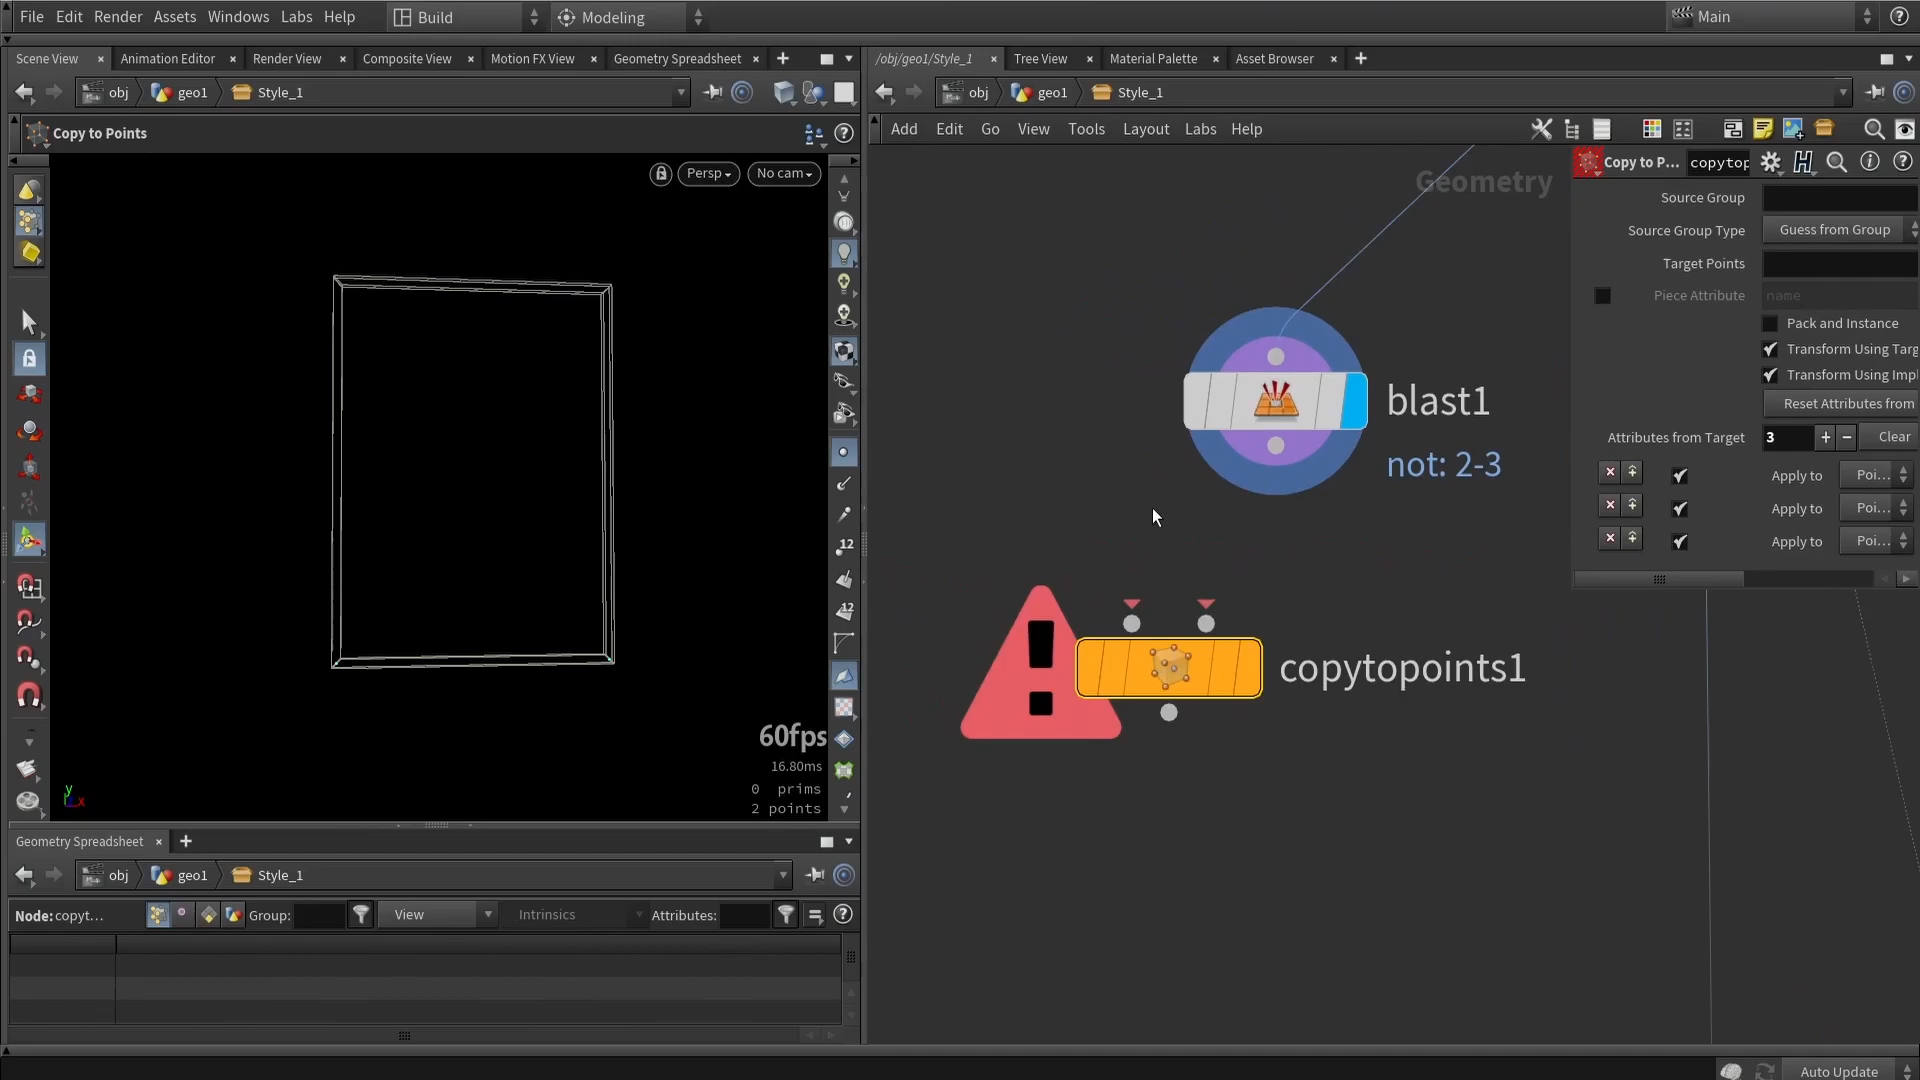 File Edit Render Assets Windows Labs Help Build Modeling Main
Scene View Animation Editor Render View Composite View Motion FX View Geometry Spreadsheet
/obj/geo1/Style_1 Tree View Material Palette Asset Browser
obj geo1 Style_1
obj geo1 Style_1
Copy to Points
Add Edit Go View Tools Layout Labs Help
Persp No cam
Geometry
Copy to P... copytop
Source Group
Source Group Type Guess from Group
Target Points
Piece Attribute name
Pack and Instance
Transform Using Targ
Transform Using Impl
Reset Attributes from
Attributes from Target 3 + − Clear
Apply to Poi...
Apply to Poi...
Apply to Poi...
blast1
not: 2-3
copytopoints1
12
12
60fps
16.80ms
0 prims
2 points
y
x
Geometry Spreadsheet
obj geo1 Style_1
Node: copyt... Group: View Intrinsics Attributes:
Auto Update